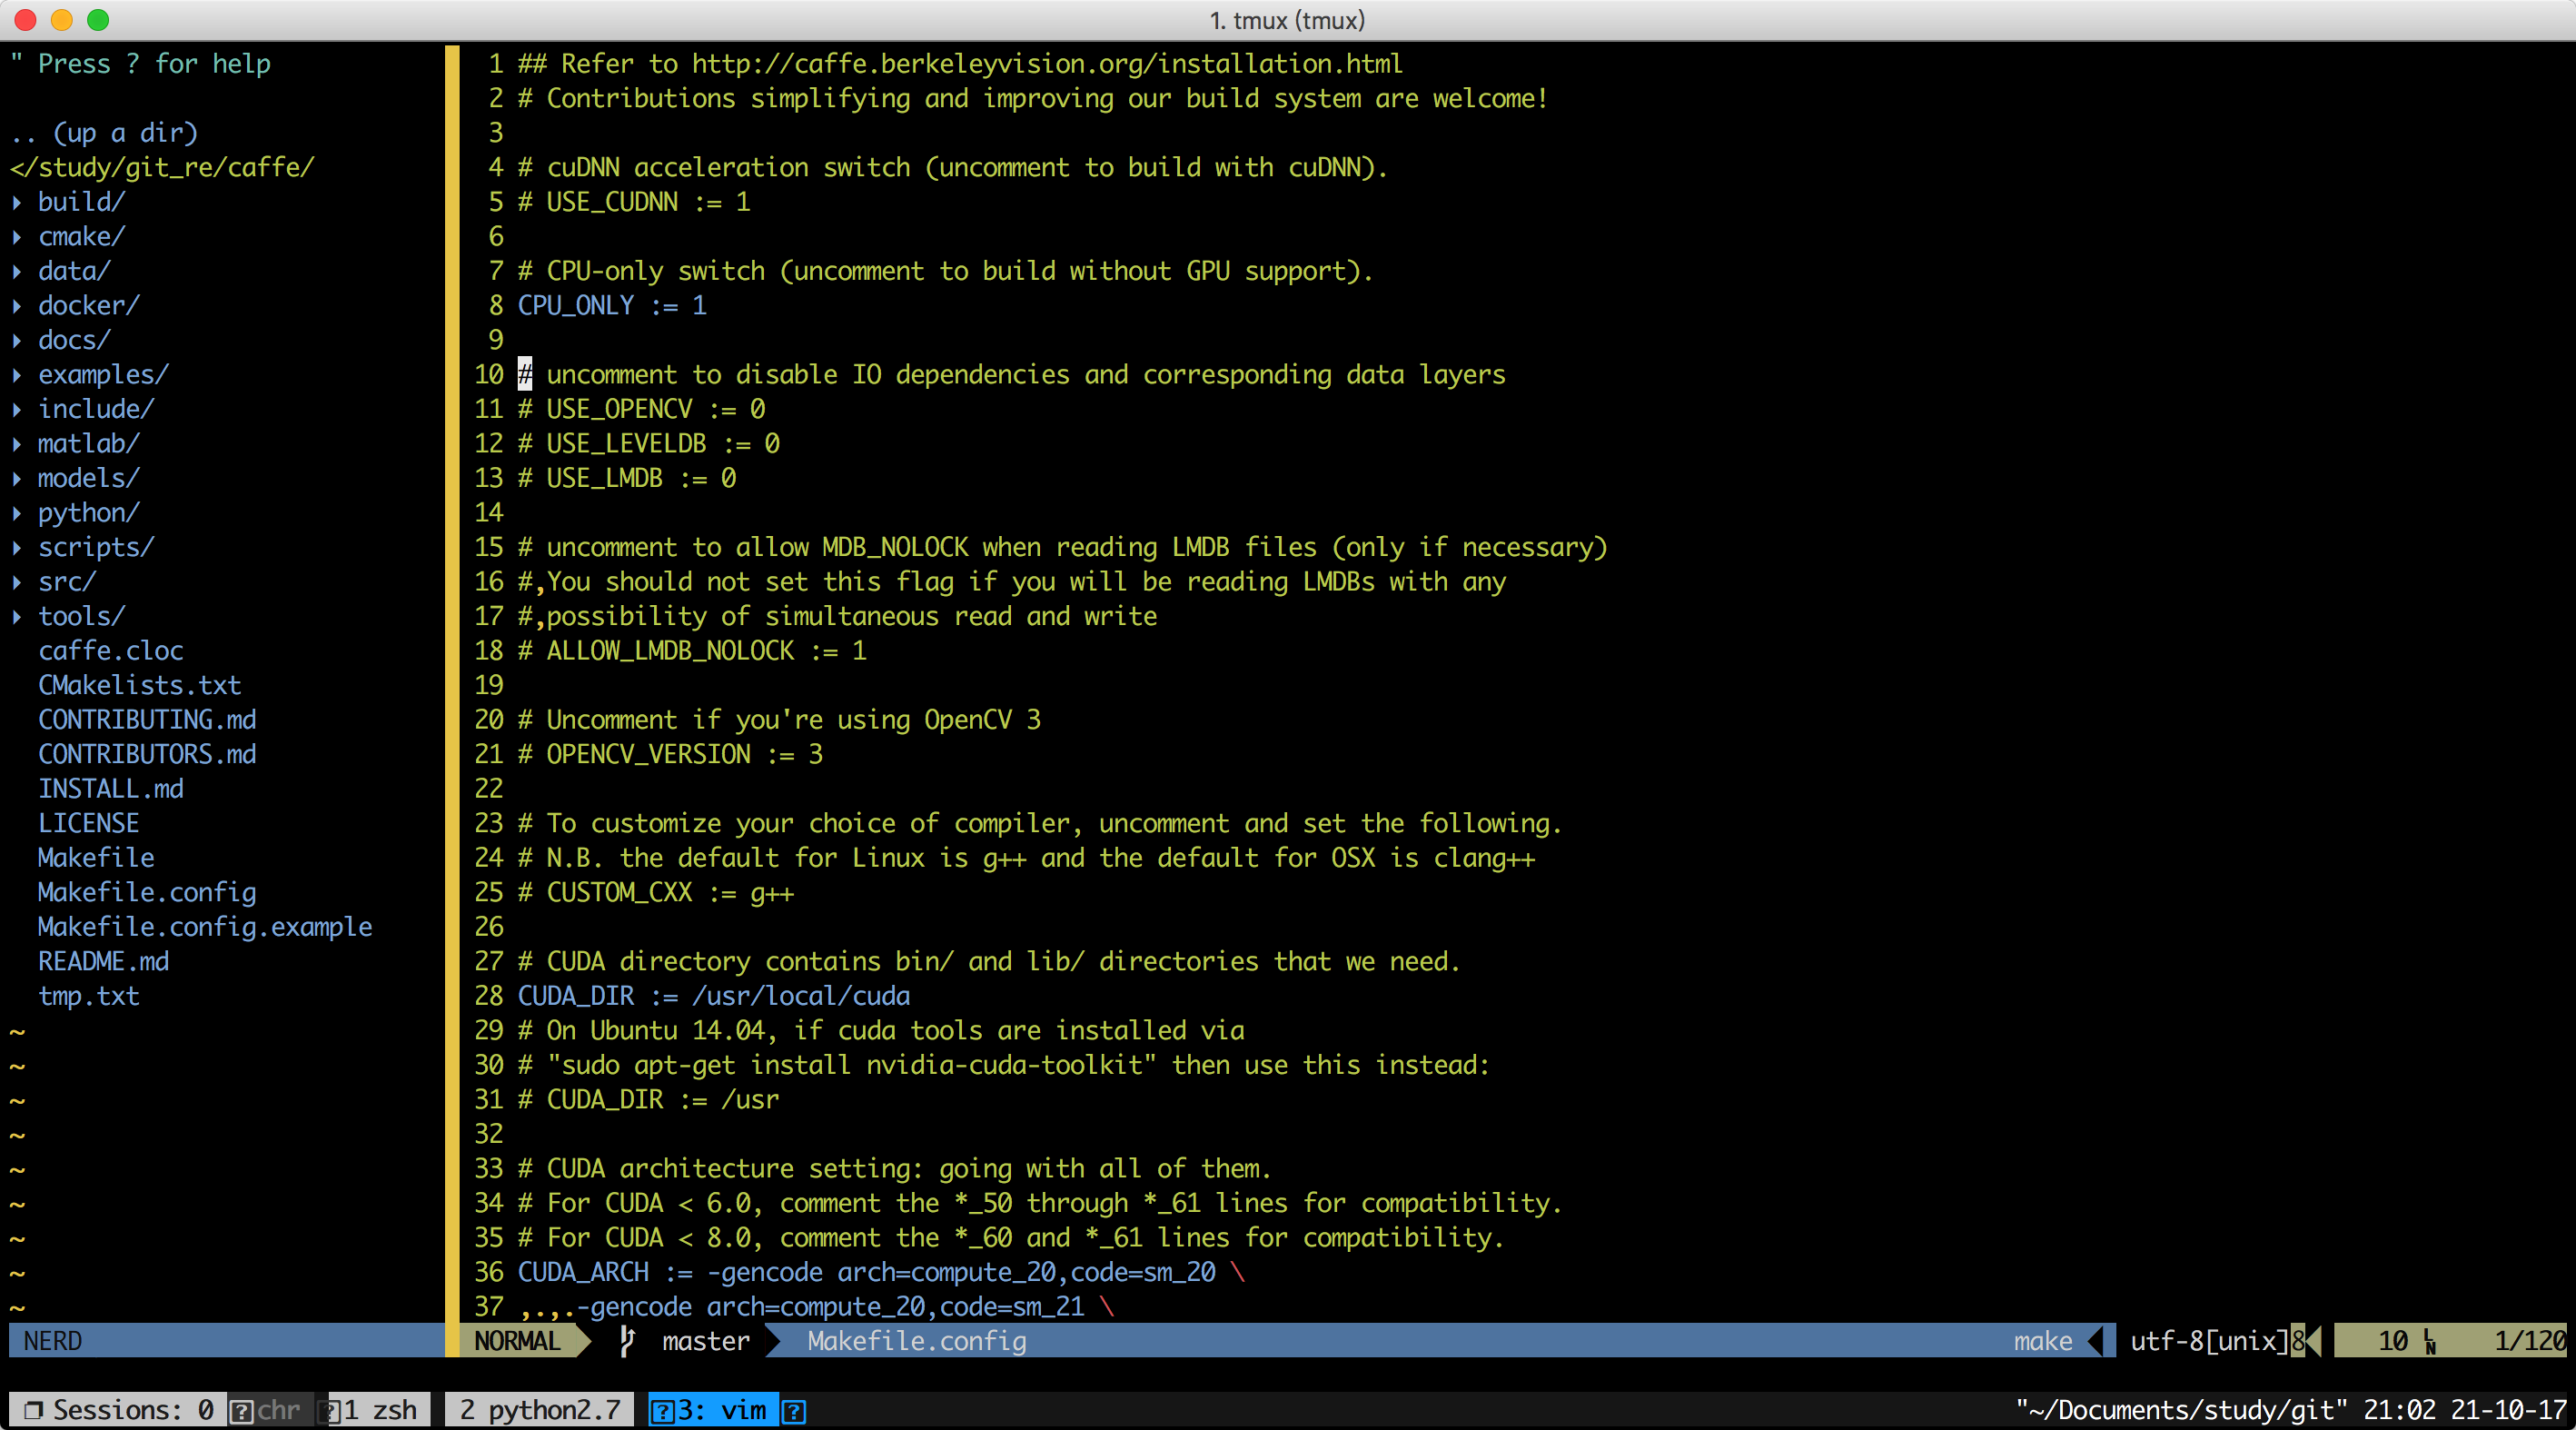 1. tmux (tmux)
" Press ? for help
.. (up a dir)
</study/git_re/caffe/
▸ build/
▸ cmake/
▸ data/
▸ docker/
▸ docs/
▸ examples/
▸ include/
▸ matlab/
▸ models/
▸ python/
▸ scripts/
▸ src/
▸ tools/
caffe.cloc
CMakeLists.txt
CONTRIBUTING.md
CONTRIBUTORS.md
INSTALL.md
LICENSE
Makefile
Makefile.config
Makefile.config.example
README.md
tmp.txt
~
~
~
~
~
~
~
~
~
NERD
1 ## Refer to http://caffe.berkeleyvision.org/installation.html
2 # Contributions simplifying and improving our build system are welcome!
3
4 # cuDNN acceleration switch (uncomment to build with cuDNN).
5 # USE_CUDNN := 1
6
7 # CPU-only switch (uncomment to build without GPU support).
8 CPU_ONLY := 1
9
10 # uncomment to disable IO dependencies and corresponding data layers
11 # USE_OPENCV := 0
12 # USE_LEVELDB := 0
13 # USE_LMDB := 0
14
15 # uncomment to allow MDB_NOLOCK when reading LMDB files (only if necessary)
16 #,You should not set this flag if you will be reading LMDBs with any
17 #,possibility of simultaneous read and write
18 # ALLOW_LMDB_NOLOCK := 1
19
20 # Uncomment if you're using OpenCV 3
21 # OPENCV_VERSION := 3
22
23 # To customize your choice of compiler, uncomment and set the following.
24 # N.B. the default for Linux is g++ and the default for OSX is clang++
25 # CUSTOM_CXX := g++
26
27 # CUDA directory contains bin/ and lib/ directories that we need.
28 CUDA_DIR := /usr/local/cuda
29 # On Ubuntu 14.04, if cuda tools are installed via
30 # "sudo apt-get install nvidia-cuda-toolkit" then use this instead:
31 # CUDA_DIR := /usr
32
33 # CUDA architecture setting: going with all of them.
34 # For CUDA < 6.0, comment the *_50 through *_61 lines for compatibility.
35 # For CUDA < 8.0, comment the *_60 and *_61 lines for compatibility.
36 CUDA_ARCH := -gencode arch=compute_20,code=sm_20 \
37 ,.,.-gencode arch=compute_20,code=sm_21 \
NORMAL master Makefile.config make utf-8[unix]8 10 LN 1/120
❐ Sessions: 0 ?chr ?1 zsh 2 python2.7 ?3: vim ? "~/Documents/study/git" 21:02 21-10-17